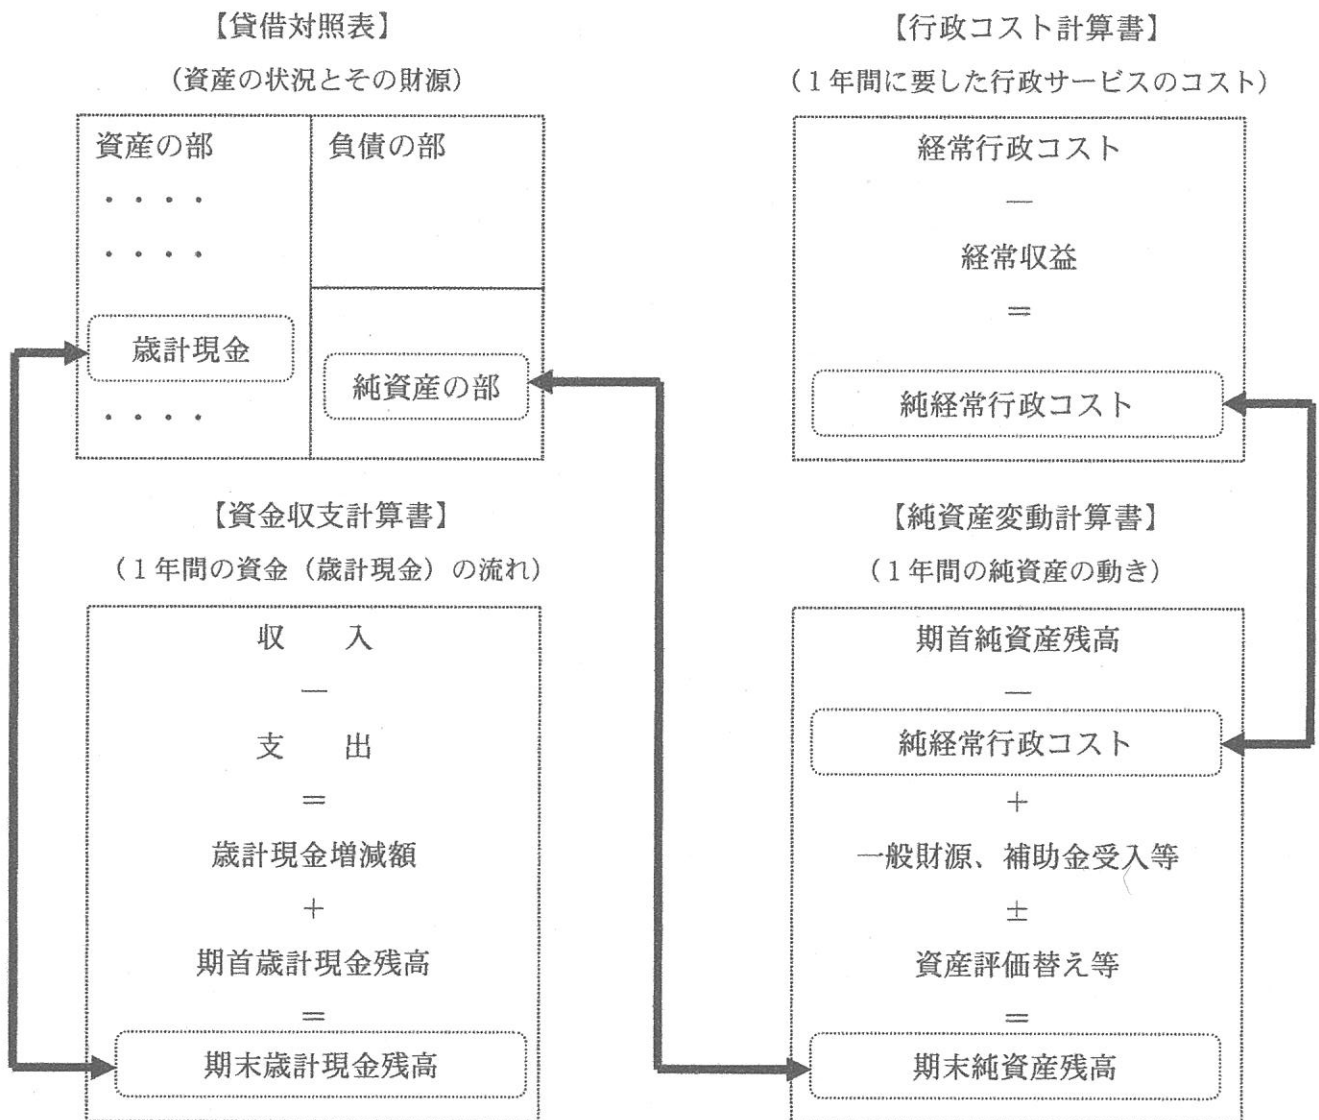 【貸借対照表】
（資産の状況とその財源）
資産の部
負債の部
・・・・
・・・・
歳計現金
純資産の部
・・・・
【行政コスト計算書】
（１年間に要した行政サービスのコスト）
経常行政コスト
－
経常収益
＝
純経常行政コスト
【資金収支計算書】
（１年間の資金（歳計現金）の流れ）
収　入
－
支　出
＝
歳計現金増減額
＋
期首歳計現金残高
＝
期末歳計現金残高
【純資産変動計算書】
（１年間の純資産の動き）
期首純資産残高
－
純経常行政コスト
＋
一般財源、補助金受入等
±
資産評価替え等
＝
期末純資産残高